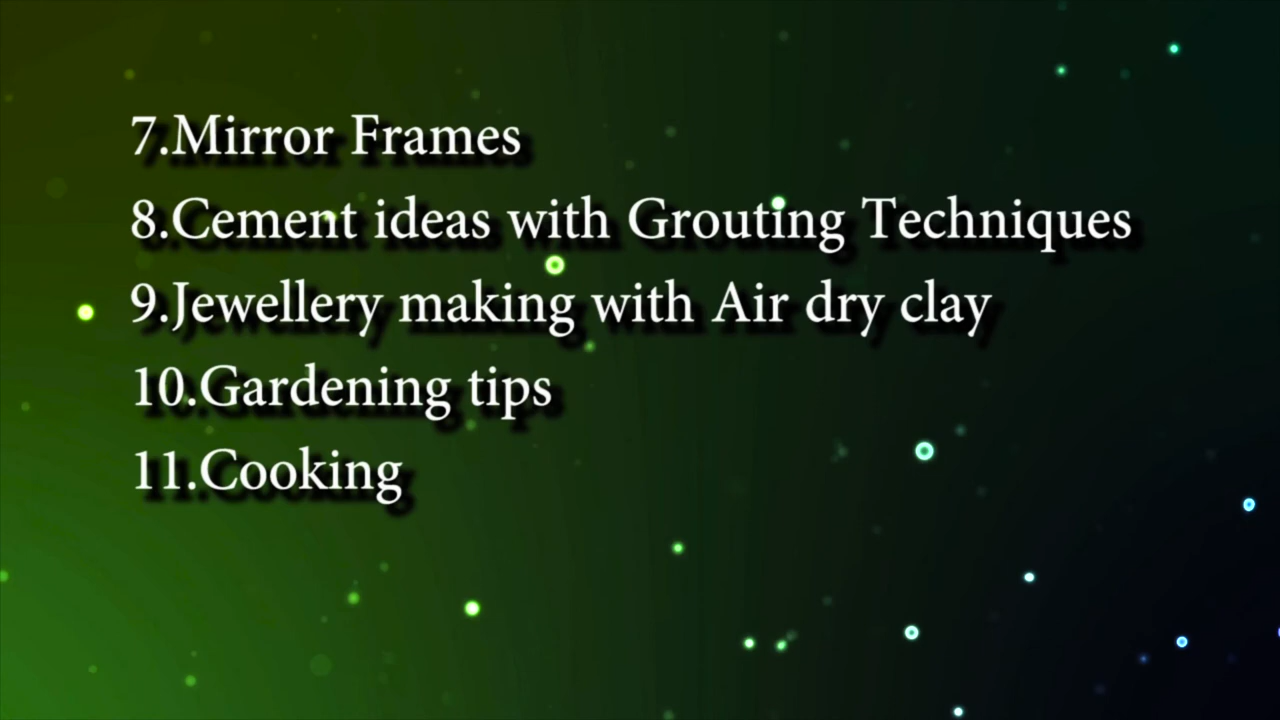 7.Mirror Frames
8.Cement ideas with Grouting Techniques
9.Jewellery making with Air dry clay
10.Gardening tips
11.Cooking